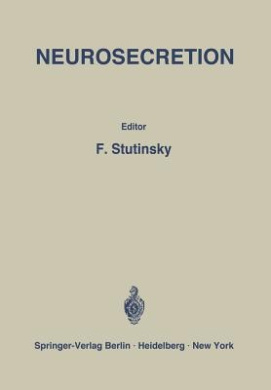 NEUROSECRETION
Editor
F. Stutinsky
Springer-Verlag Berlin · Heidelberg · New York